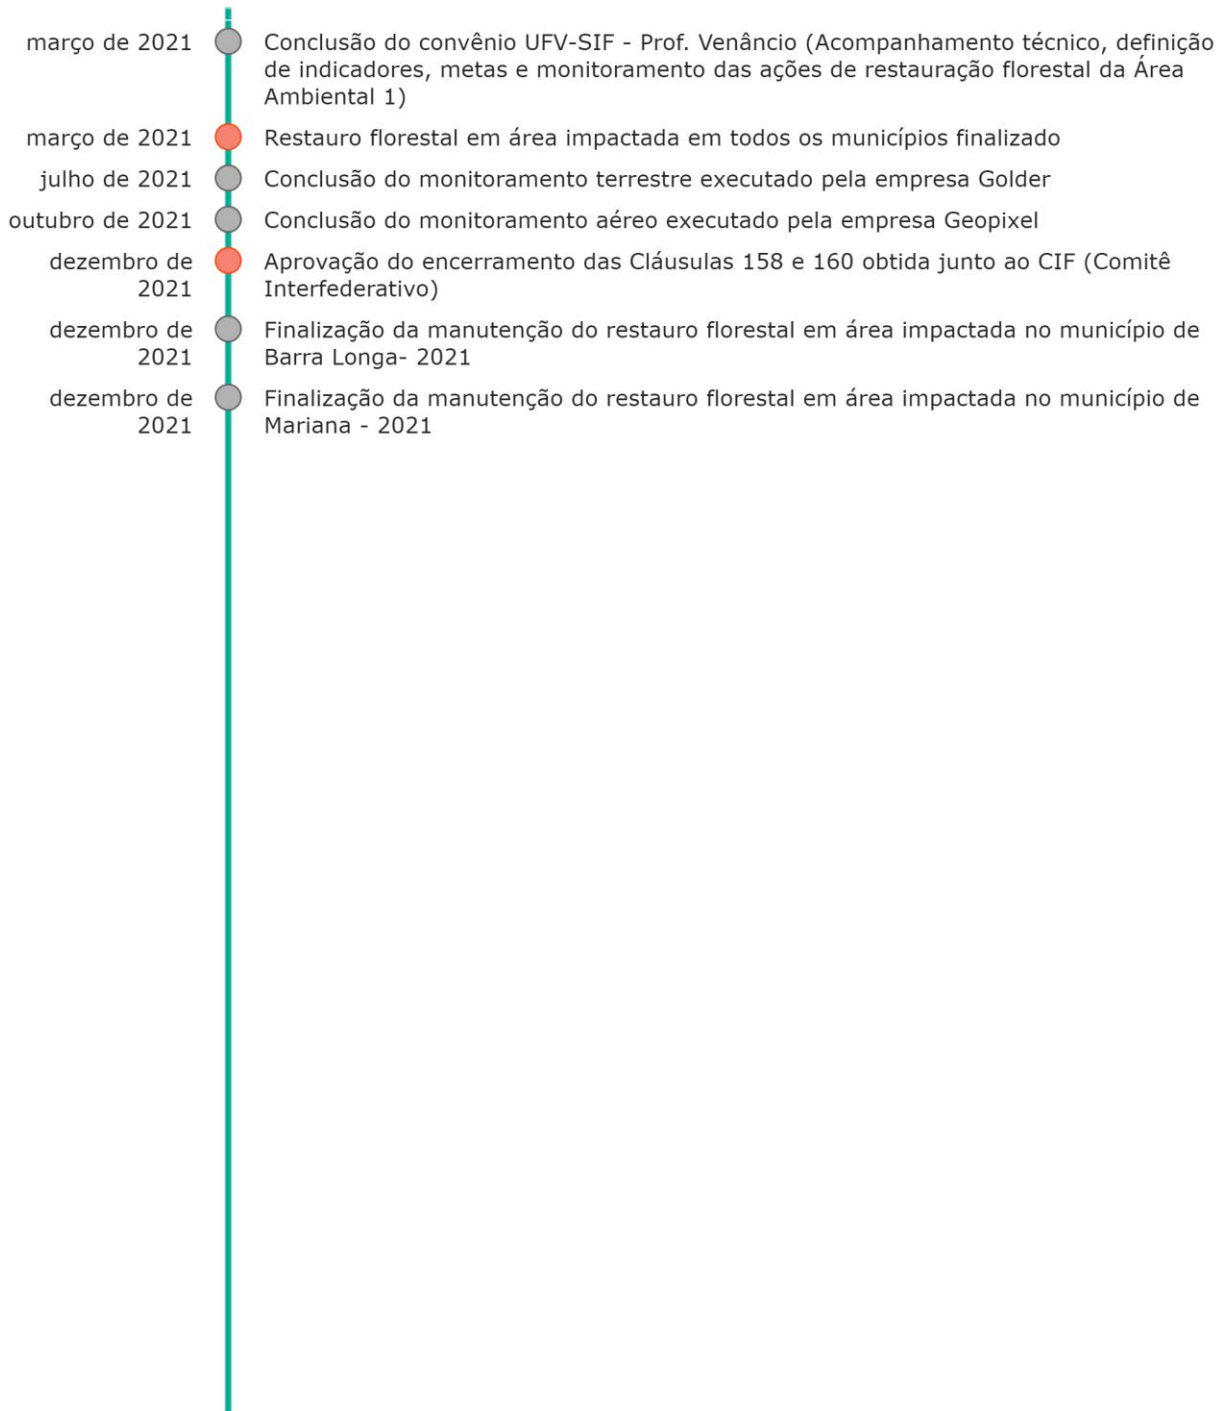 março de 2021 Conclusão do convênio UFV-SIF - Prof. Venâncio (Acompanhamento técnico, definição
de indicadores, metas e monitoramento das ações de restauração florestal da Área
Ambiental 1)
março de 2021 Restauro florestal em área impactada em todos os municípios finalizado
julho de 2021 Conclusão do monitoramento terrestre executado pela empresa Golder
outubro de 2021 Conclusão do monitoramento aéreo executado pela empresa Geopixel
dezembro de Aprovação do encerramento das Cláusulas 158 e 160 obtida junto ao CIF (Comitê
2021 Interfederativo)
dezembro de Finalização da manutenção do restauro florestal em área impactada no município de
2021 Barra Longa- 2021
dezembro de Finalização da manutenção do restauro florestal em área impactada no município de
2021 Mariana - 2021